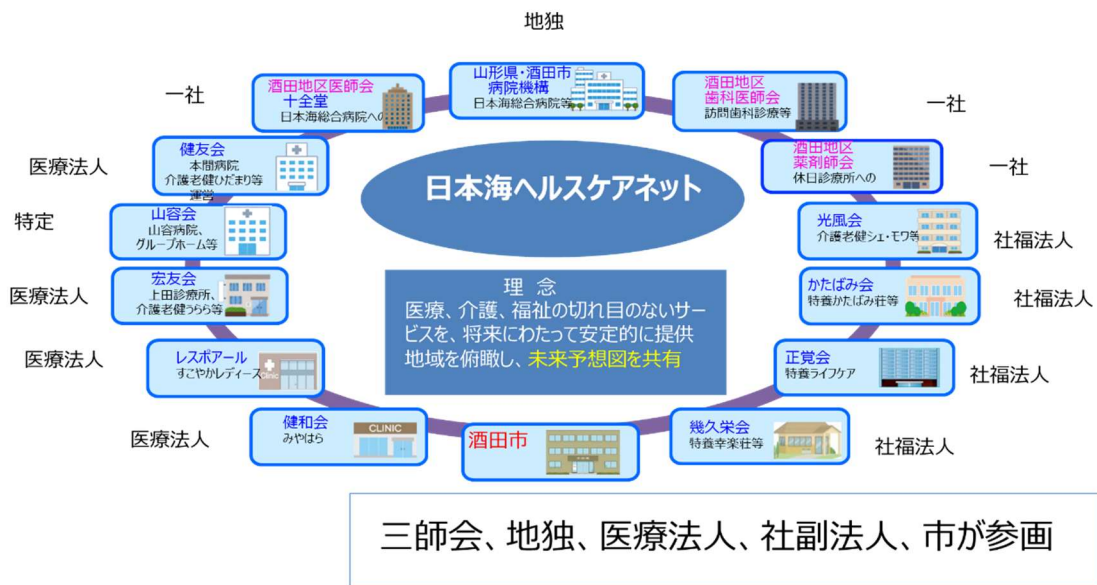 地独
一社
酒田地区医師会
十全堂
日本海総合病院への
山形県・酒田市
病院機構
日本海総合病院等
酒田地区
歯科医師会
訪問歯科診療等
一社
医療法人
健友会
本間病院
介護老健ひだまり等
運営
酒田地区
薬剤師会
休日診療所への
一社
日本海ヘルスケアネット
特定
山容会
山容病院、
グループホーム等
光風会
介護老健シェ・モワ等
社福法人
医療法人
宏友会
上田診療所、
介護老健うらら等
かたばみ会
特養かたばみ荘等
社福法人
理 念
医療、介護、福祉の切れ目のないサー
ビスを、将来にわたって安定的に提供
地域を俯瞰し、未来予想図を共有
医療法人
レスポアール
すこやかレディース
Clinic
正覚会
特養ライフケア
社福法人
医療法人
健和会
みやはら
CLINIC
酒田市
幾久栄会
特養幸楽荘等
社福法人
三師会、地独、医療法人、社副法人、市が参画